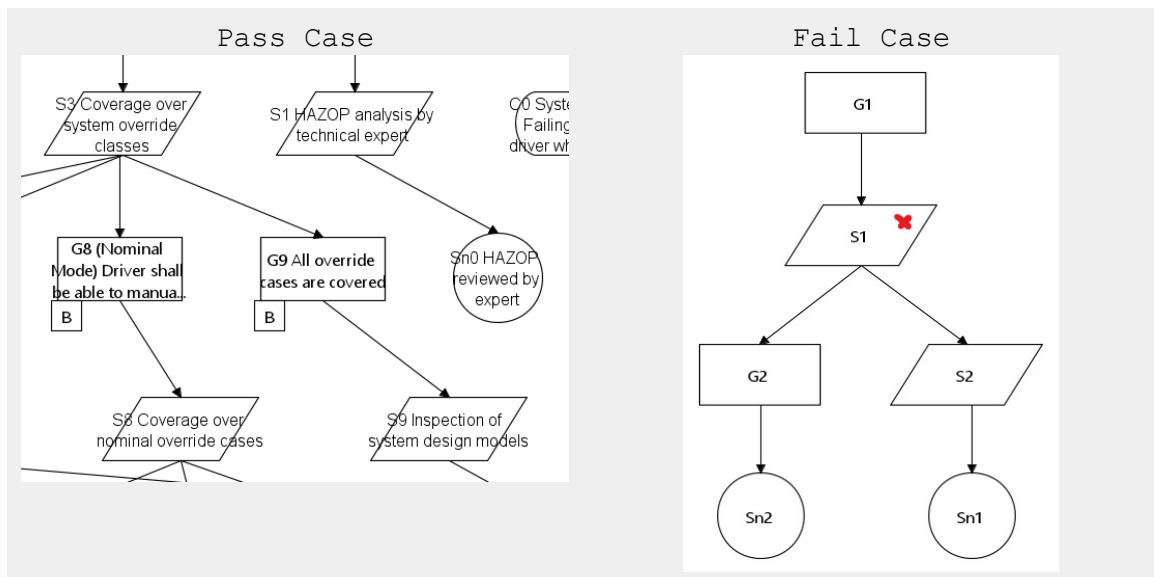 Pass Case
Fail Case
S3 Coverage over
system override
classes
S1 HAZOP analysis by
technical expert
C0 Syste
Failing
driver wh
G8 (Nominal
Mode) Driver shall
be able to manua...
B
G9 All override
cases are covered
B
Sn0 HAZOP
reviewed by
expert
S8 Coverage over
nominal override cases
S9 Inspection of
system design models
G1
S1
G2
S2
Sn2
Sn1